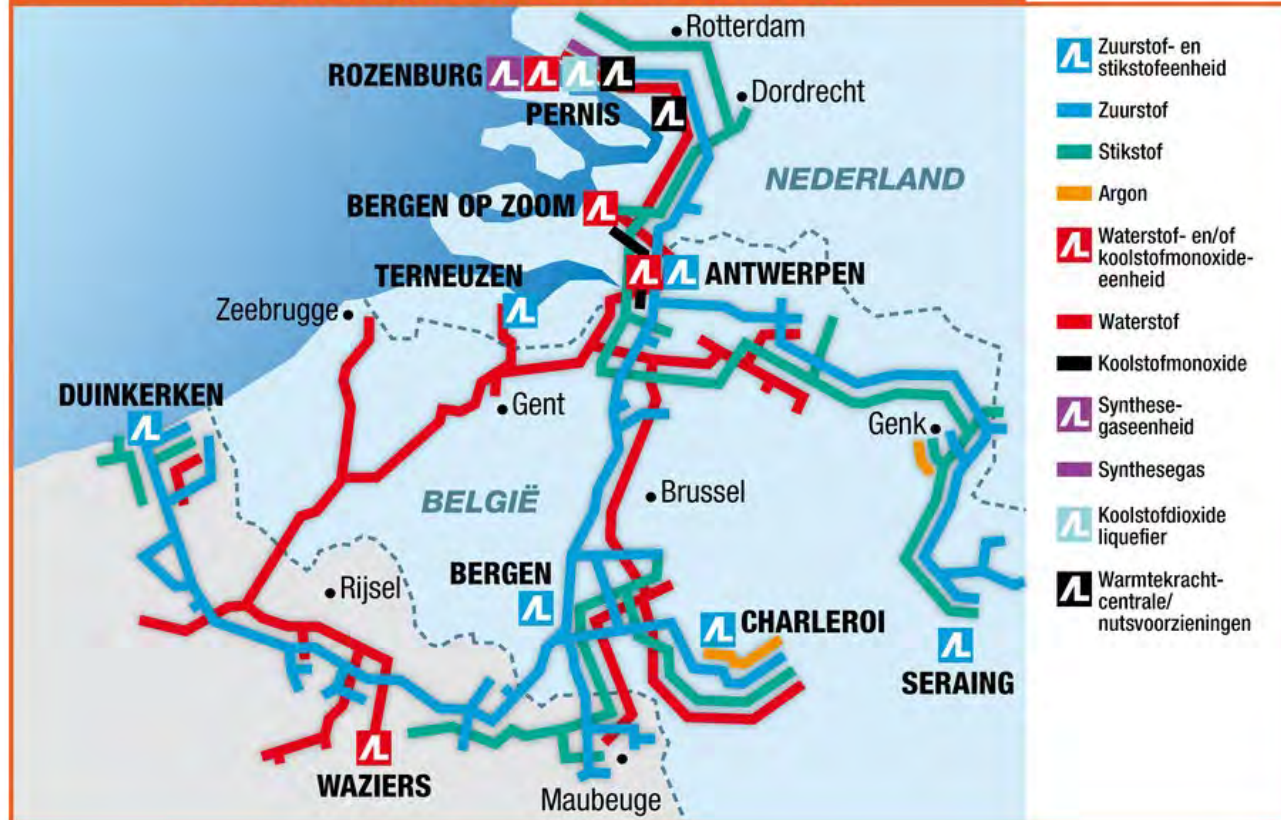 Rotterdam
ROZENBURG
PERNIS
Dordrecht
NEDERLAND
BERGEN OP ZOOM
TERNEUZEN
ANTWERPEN
Zeebrugge
DUINKERKEN
Gent
Genk
BELGIË
Brussel
BERGEN
Rijsel
CHARLEROI
SERAING
WAZIERS
Maubeuge
Zuurstof- en
stikstofeenheid
Zuurstof
Stikstof
Argon
Waterstof- en/of
koolstofmonoxide-
eenheid
Waterstof
Koolstofmonoxide
Synthese-
gaseenheid
Synthesegas
Koolstofdioxide
liquefier
Warmtekracht-
centrale/
nutsvoorzieningen